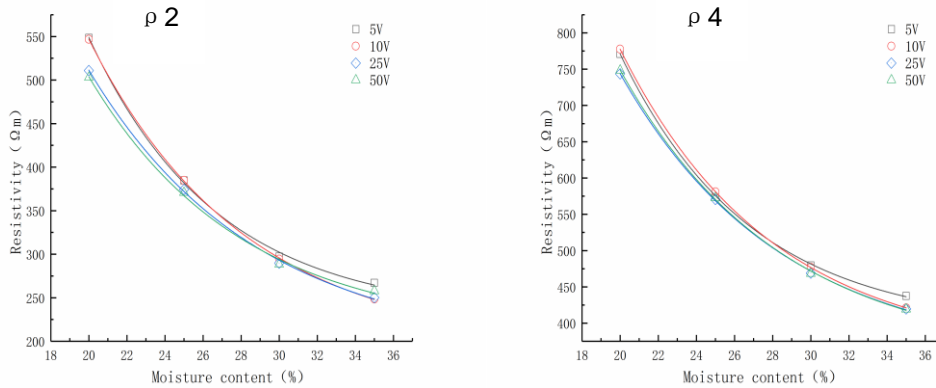 ρ 2
5V
10V
25V
50V
Resistivity (Ωm)
550
500
450
400
350
300
250
200
18 20 22 24 26 28 30 32 34 36
Moisture content (%)
ρ 4
5V
10V
25V
50V
Resistivity (Ωm)
800
750
700
650
600
550
500
450
400
18 20 22 24 26 28 30 32 34 36
Moisture content (%)